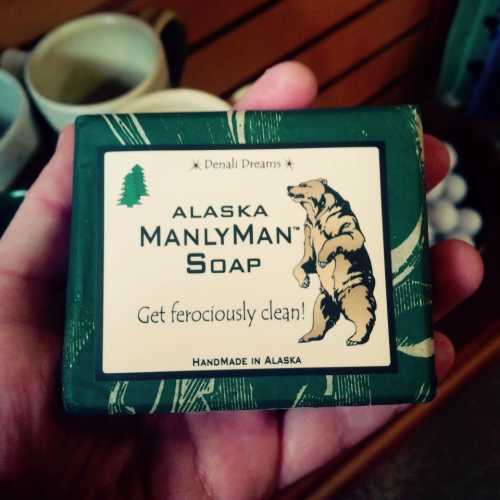 Denali Dreams
ALASKA
MANLYMAN™
SOAP
Get ferociously clean!
HANDMADE IN ALASKA